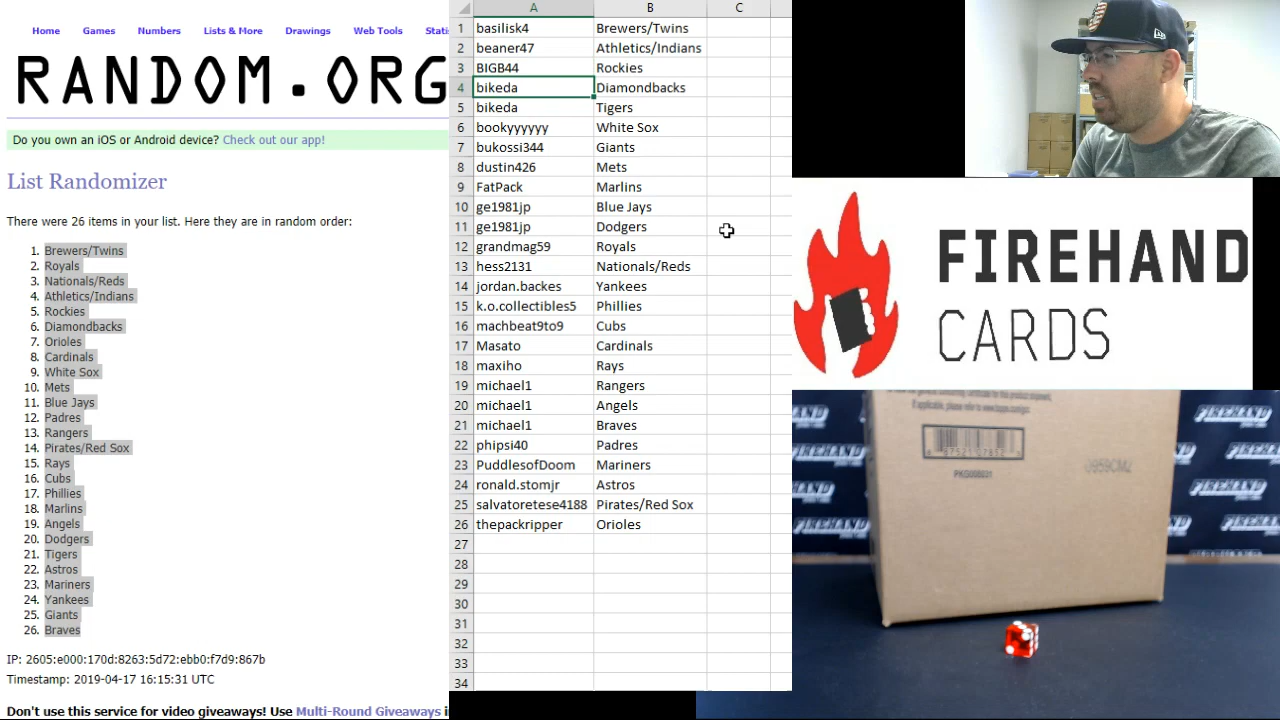 Home Games Numbers Lists & More Drawings Web Tools
RANDOM.ORG
Do you own an iOS or Android device? Check out our app!
List Randomizer
There were 26 items in your list. Here they are in random order:
1. Brewers/Twins
2. Royals
3. Nationals/Reds
4. Athletics/Indians
5. Rockies
6. Diamondbacks
7. Orioles
8. Cardinals
9. White Sox
10. Mets
11. Blue Jays
12. Padres
13. Rangers
14. Pirates/Red Sox
15. Rays
16. Cubs
17. Phillies
18. Marlins
19. Angels
20. Dodgers
21. Tigers
22. Astros
23. Mariners
24. Yankees
25. Giants
26. Braves
IP: 2605:e000:170d:8263:5d72:ebb0:f7d9:867b
Timestamp: 2019-04-17 16:15:31 UTC
Don't use this service for video giveaways! Use Multi-Round Giveaways
A B C
1 basilisk4 Brewers/Twins
2 beaner47 Athletics/Indians
3 BIGB44 Rockies
4 bikeda Diamondbacks
5 bikeda Tigers
6 bookyyyyyy White Sox
7 bukossi344 Giants
8 dustin426 Mets
9 FatPack Marlins
10 ge1981jp Blue Jays
11 ge1981jp Dodgers
12 grandmag59 Royals
13 hess2131 Nationals/Reds
14 jordan.backes Yankees
15 k.o.collectibles5 Phillies
16 machbeat9to9 Cubs
17 Masato Cardinals
18 maxiho Rays
19 michael1 Rangers
20 michael1 Angels
21 michael1 Braves
22 phipsi40 Padres
23 PuddlesofDoom Mariners
24 ronald.stomjr Astros
25 salvatoretese4188 Pirates/Red Sox
26 thepackripper Orioles
27
28
29
30
31
32
33
34
FIREHAND
CARDS
FIREHAND
FIREHAND